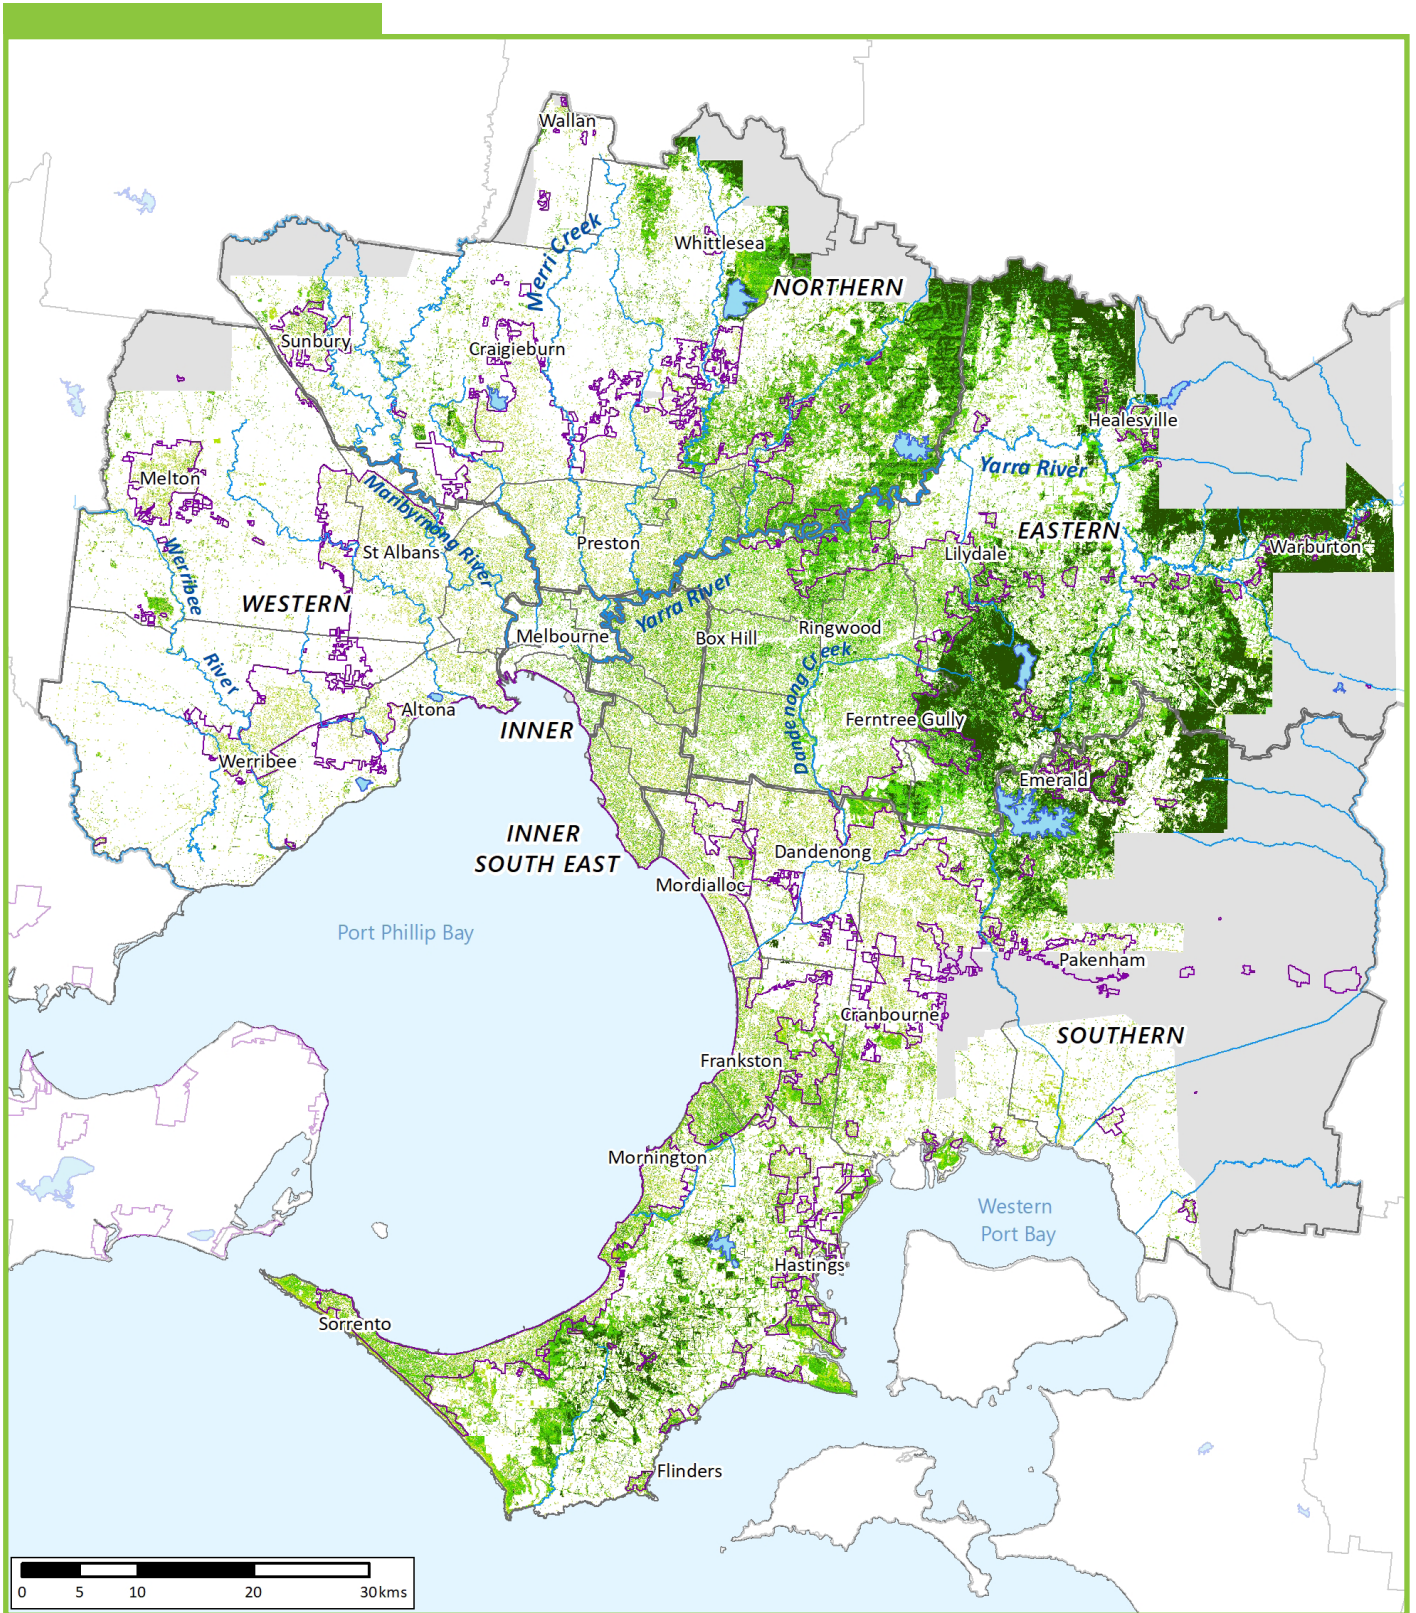 Wallan
Merri Creek
Whittlesea
NORTHERN
Sunbury
Craigieburn
Healesville
Yarra River
Melton
Maribyrnong River
EASTERN
St Albans
Preston
Lilydale
Warburton
Werribee
River
WESTERN
Yarra River
Melbourne
Box Hill
Ringwood
Dandenong Creek
Altona
INNER
Ferntree Gully
Werribee
Emerald
INNER
SOUTH EAST
Dandenong
Mordialloc
Port Phillip Bay
Pakenham
Cranbourne
SOUTHERN
Frankston
Mornington
Western
Port Bay
Hastings
Sorrento
Flinders
0 5 10 20 30 kms